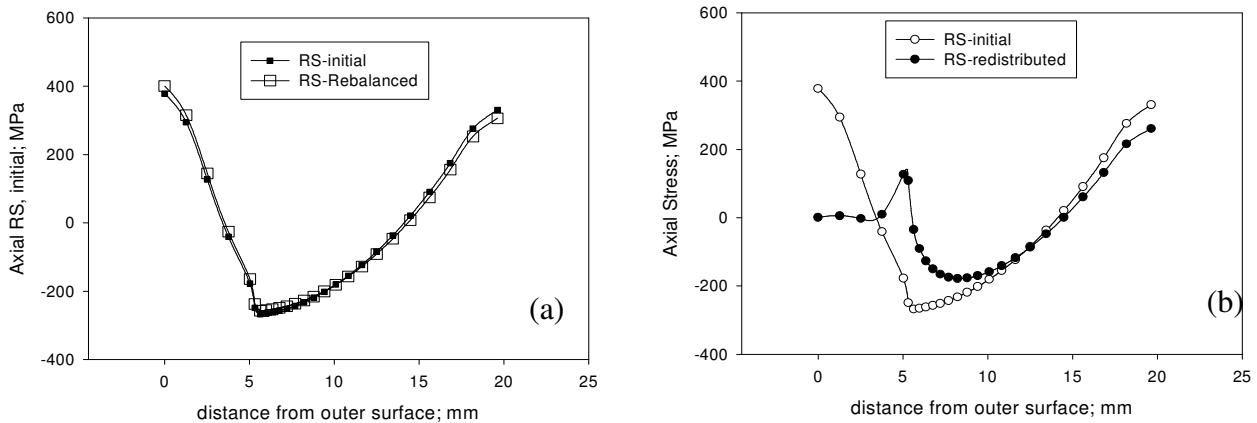 600
400
200
0
-200
-400
Axial RS, initial; MPa
RS-initial
RS-Rebalanced
(a)
0 5 10 15 20 25
distance from outer surface; mm
600
400
200
0
-200
-400
Axial Stress; MPa
RS-initial
RS-redistributed
(b)
0 5 10 15 20 25
distance from outer surface; mm